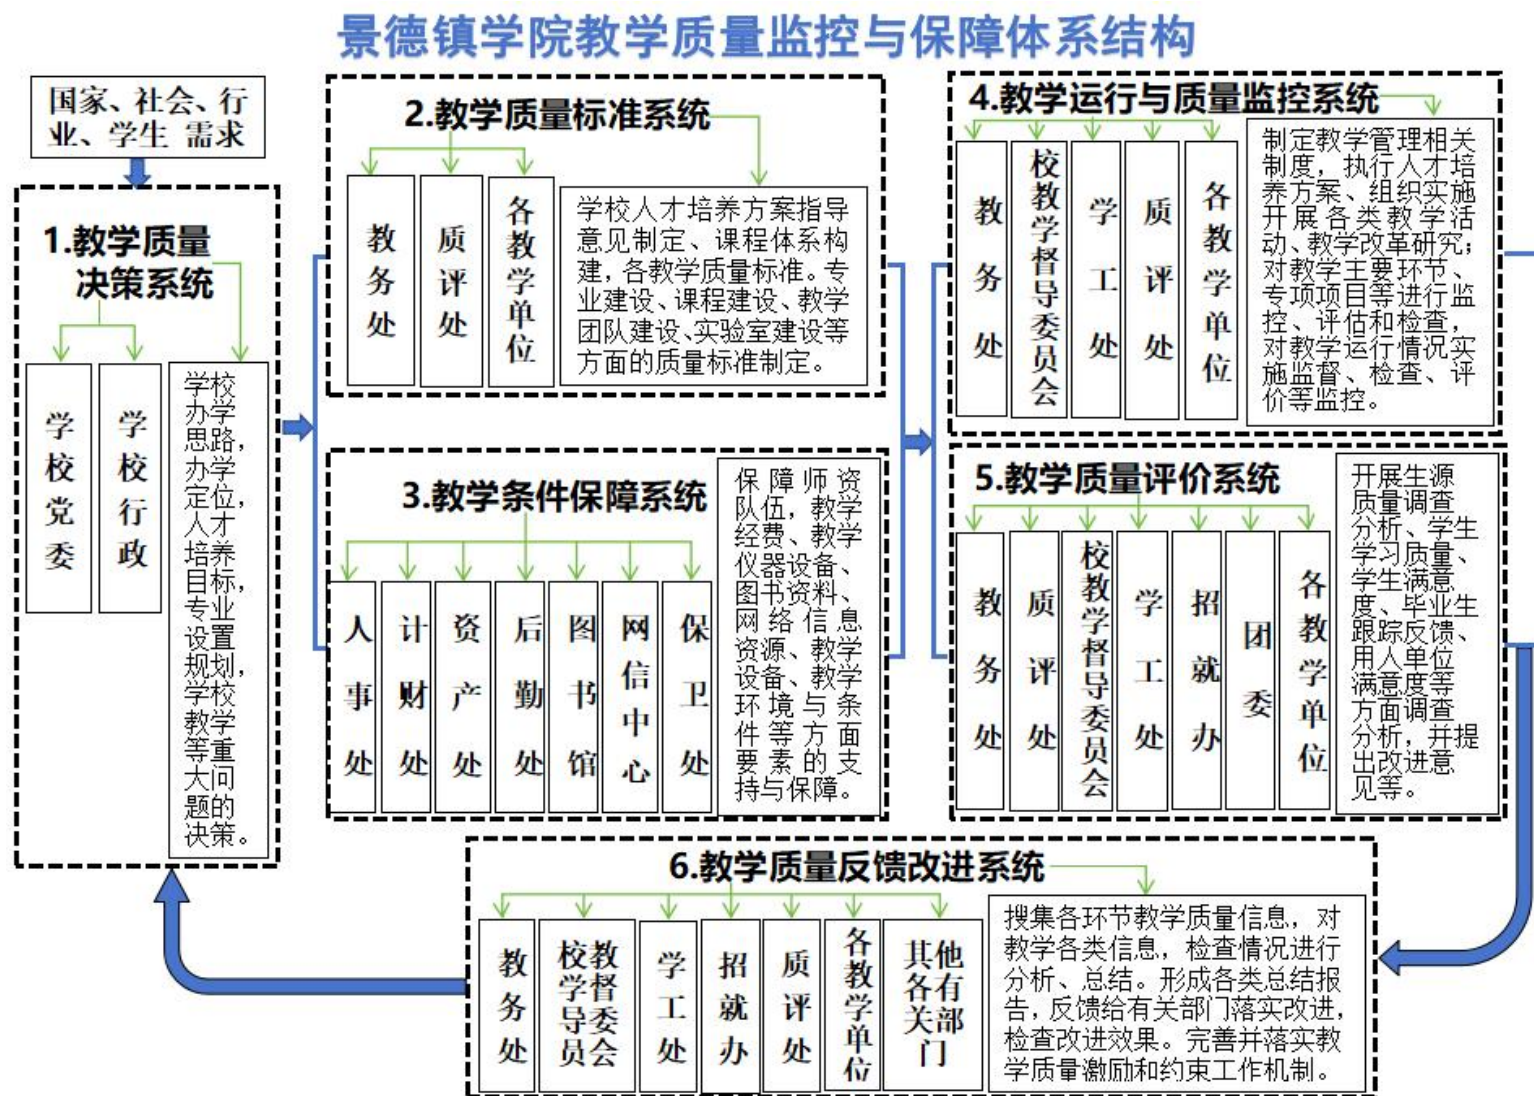 景德镇学院教学质量监控与保障体系结构
国家、社会、行
业、学生 需求
1.教学质量
决策系统
学校党委
学校行政
学校
办学
思路,
办学
定位,
人才
培养
目标,
专业
设置
规划,
学校
教学
等重
大问
题的
决策。
2.教学质量标准系统
教务处
质评处
各教学单位
学校人才培养方案指导
意见制定、课程体系构
建,各教学质量标准。专
业建设、课程建设、教学
团队建设、实验室建设等
方面的质量标准制定。
3.教学条件保障系统
人事处
计财处
资产处
后勤处
图书馆
网信中心
保卫处
保障师资
队伍,教学
经费、教学
仪器设备、
图书资料、
网络信息
资源、教学
设备、教学
环境与条
件等方面
要素的支
持与保障。
4.教学运行与质量监控系统
教务处
校教学督导委员会
学工处
质评处
各教学单位
制定教学管理相关
制度,执行人才培
养方案、组织实施
开展各类教学活
动、教学改革研究;
对教学主要环节、
专项项目等进行监
控、评估和检查,
对教学运行情况实
施监督、检查、评
价等监控。
5.教学质量评价系统
教务处
质评处
校教学督导委员会
学工处
招就办
团委
各教学单位
开展生源
质量调查
分析、学生
学习质量、
学生满意
度、毕业生
跟踪反馈、
用人单位
满意度等
方面调查
分析,并提
出改进意
见等。
6.教学质量反馈改进系统
教务处
校教
学督
导委
员会
学工处
招就办
质评处
各教学单位
其他
各有
关部
门
搜集各环节教学质量信息,对
教学各类信息,检查情况进行
分析、总结。形成各类总结报
告,反馈给有关部门落实改进,
检查改进效果。完善并落实教
学质量激励和约束工作机制。